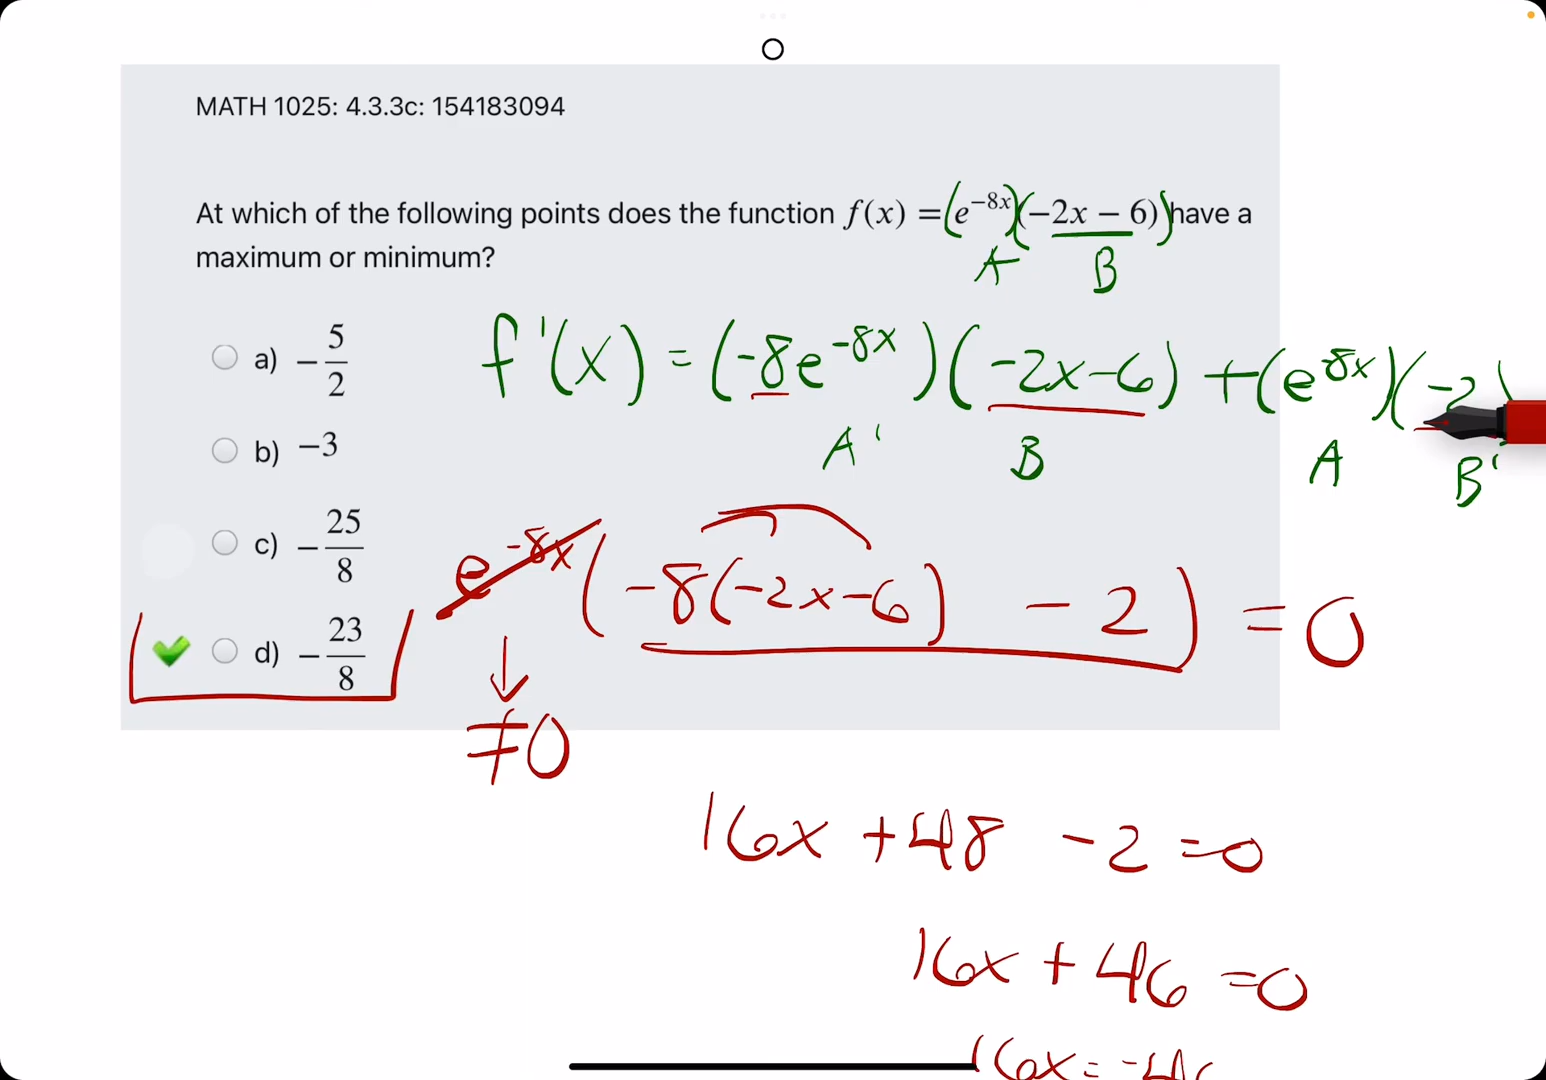 MATH 1025: 4.3.3c: 154183094
At which of the following points does the function f(x) = (e^{-8x})(-2x - 6) have a
A B
maximum or minimum?
a) -5/2
f'(x) = (-8e^{-8x})(-2x-6) + (e^{8x})(-2)
A' B A B'
b) -3
c) -25/8
e^{-8x}(-8(-2x-6) - 2) = 0
d) -23/8
≠0
16x + 48 - 2 = 0
16x + 46 = 0
16x = -46